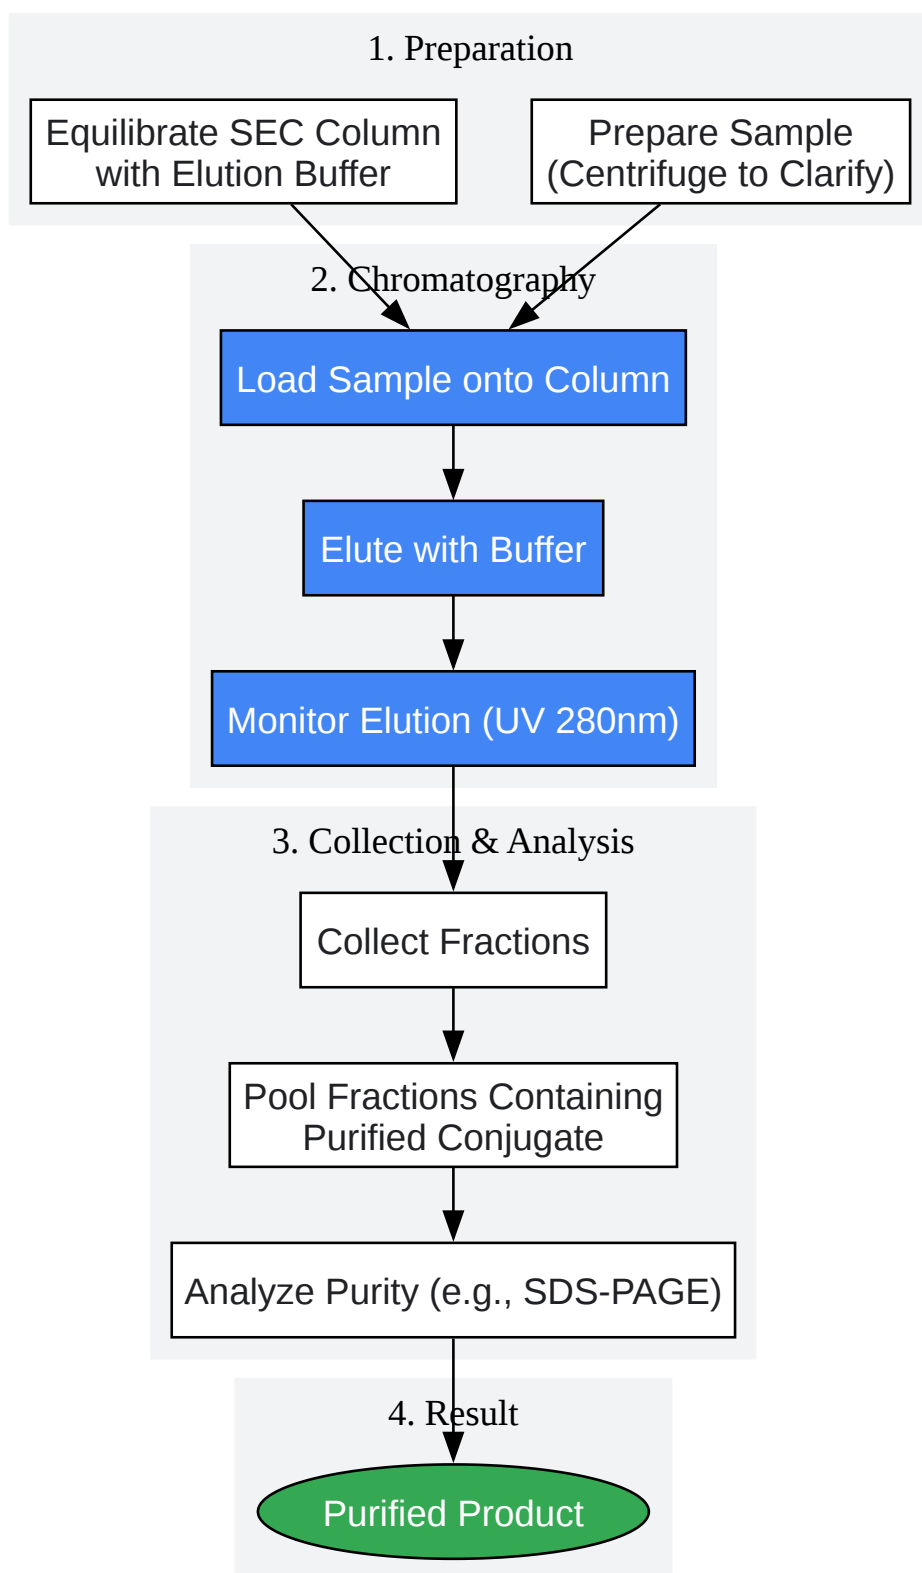 1. Preparation
Equilibrate SEC Column
with Elution Buffer
Prepare Sample
(Centrifuge to Clarify)
2. Chromatography
Load Sample onto Column
Elute with Buffer
Monitor Elution (UV 280nm)
3. Collection & Analysis
Collect Fractions
Pool Fractions Containing
Purified Conjugate
Analyze Purity (e.g., SDS-PAGE)
4. Result
Purified Product